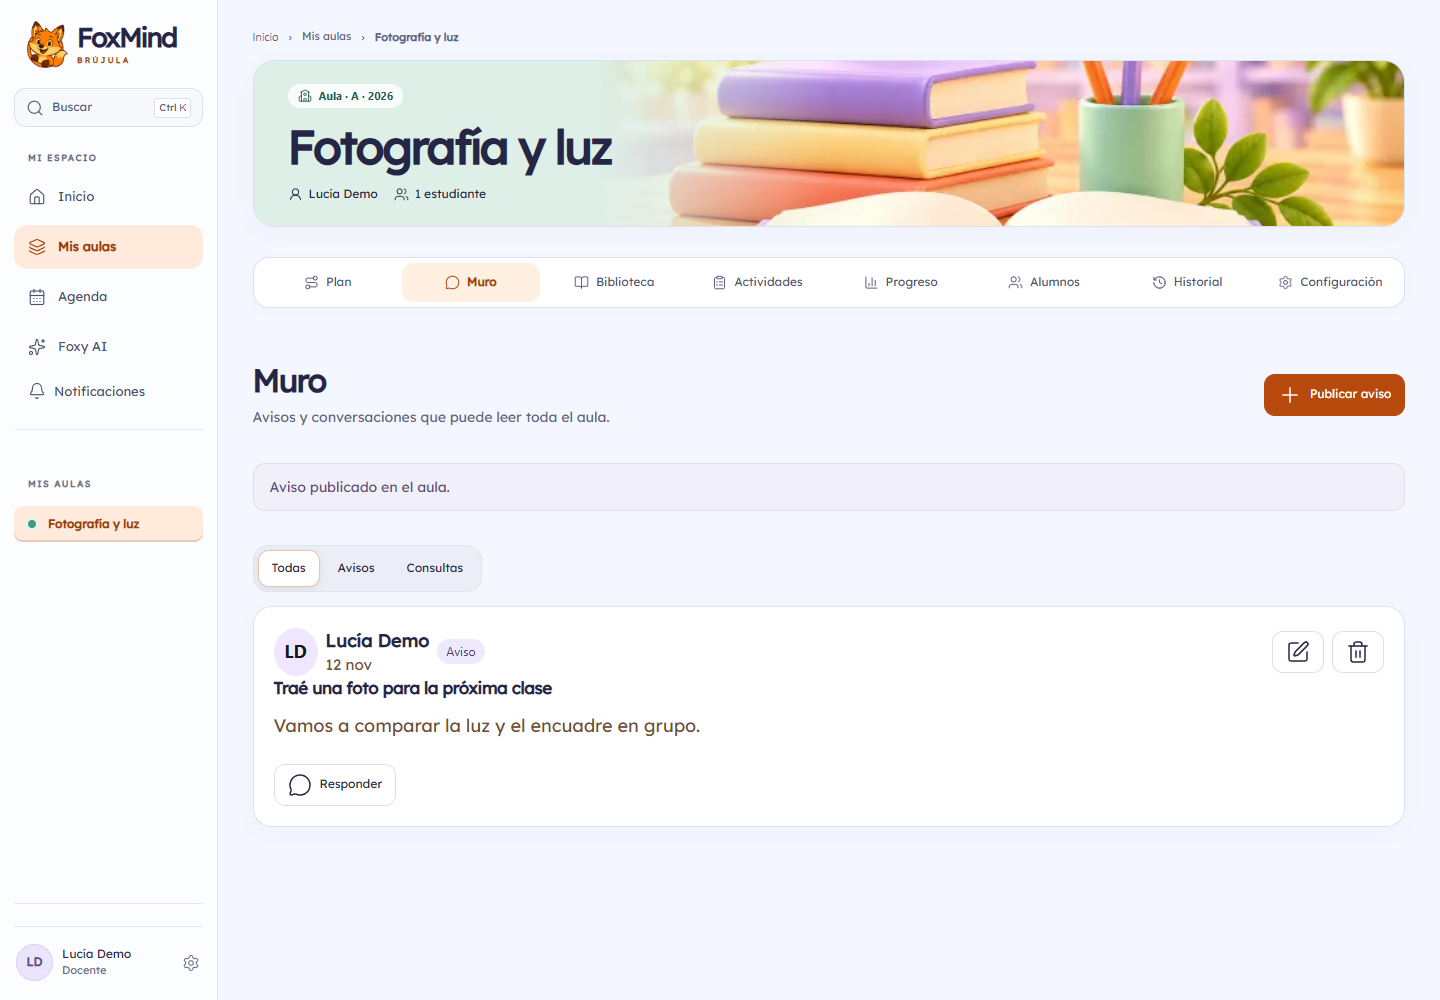 FoxMind
BRÚJULA
Buscar
Ctrl K
MI ESPACIO
Inicio
Mis aulas
Agenda
Foxy AI
Notificaciones
MIS AULAS
Fotografía y luz
LD
Lucía Demo
Docente
Inicio › Mis aulas › Fotografía y luz
Aula · A · 2026
Fotografía y luz
Lucía Demo 1 estudiante
Plan Muro Biblioteca Actividades Progreso Alumnos Historial Configuración
Muro
Avisos y conversaciones que puede leer toda el aula.
Publicar aviso
Aviso publicado en el aula.
Todas Avisos Consultas
LD
Lucía Demo
Aviso
12 nov
Traé una foto para la próxima clase
Vamos a comparar la luz y el encuadre en grupo.
Responder